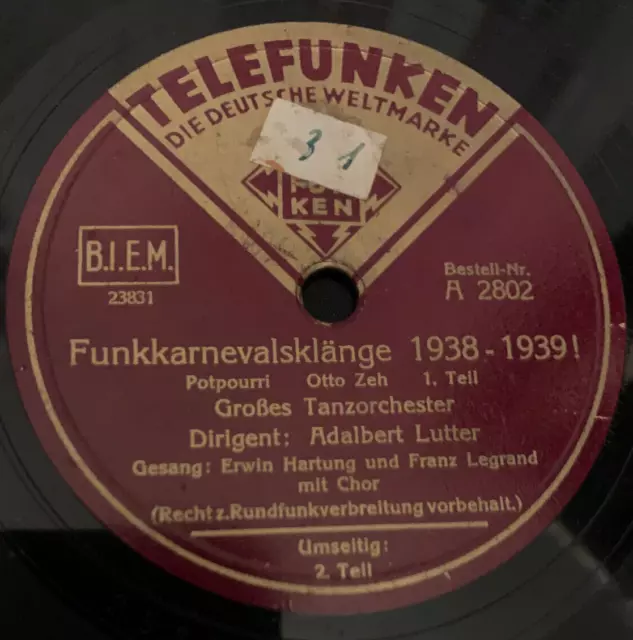 TELEFUNKEN
DIE DEUTSCHE WELTMARKE
31
KEN
B.I.E.M.
23831
Bestell-Nr.
A 2802
Funkkarnevalsklänge 1938-1939!
Potpourri Otto Zeh 1. Teil
Großes Tanzorchester
Dirigent: Adalbert Lutter
Gesang: Erwin Hartung und Franz Legrand
mit Chor
(Recht z. Rundfunkverbreitung vorbehalt.)
Umseitig:
2. Teil